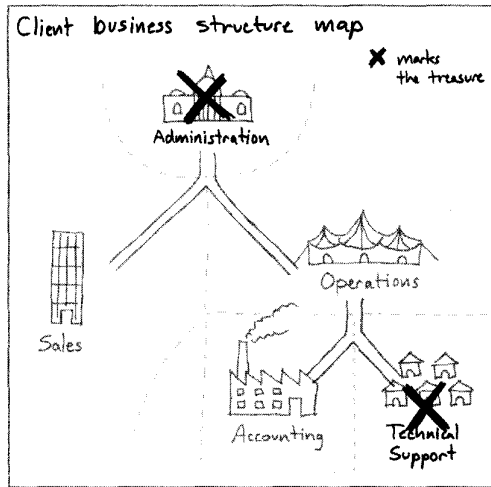 Client business structure map
marks
the treasure
Administration
Sales
Operations
Accounting
Technical
Support